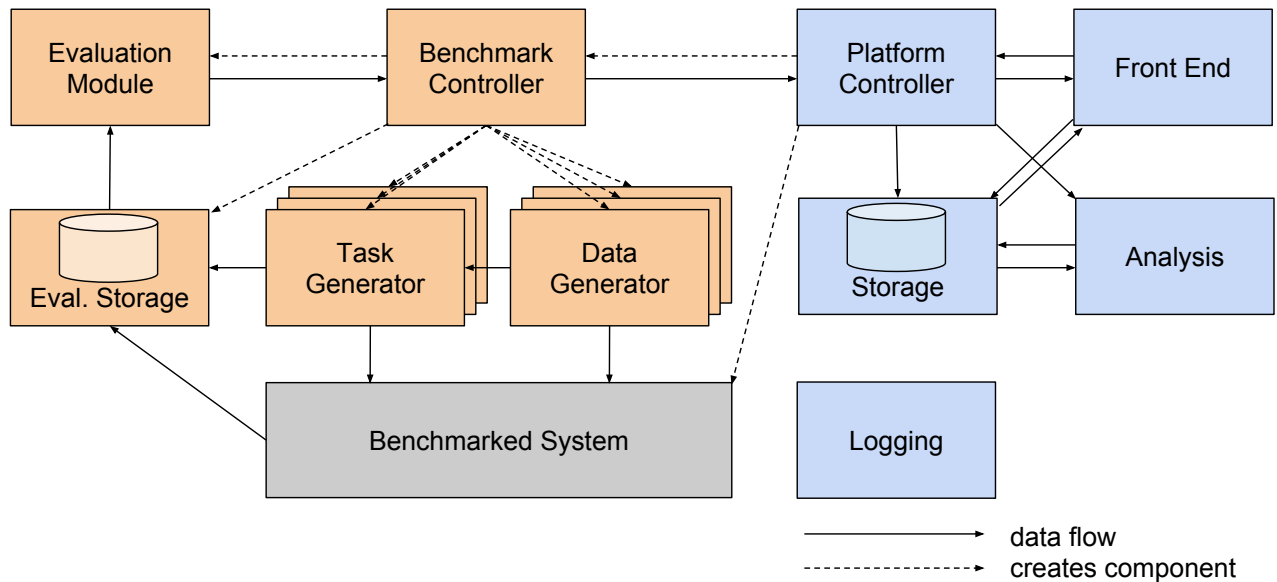 Evaluation
Module
Benchmark
Controller
Platform
Controller
Front End
Eval. Storage
Task
Generator
Data
Generator
Storage
Analysis
Benchmarked System
Logging
data flow
creates component